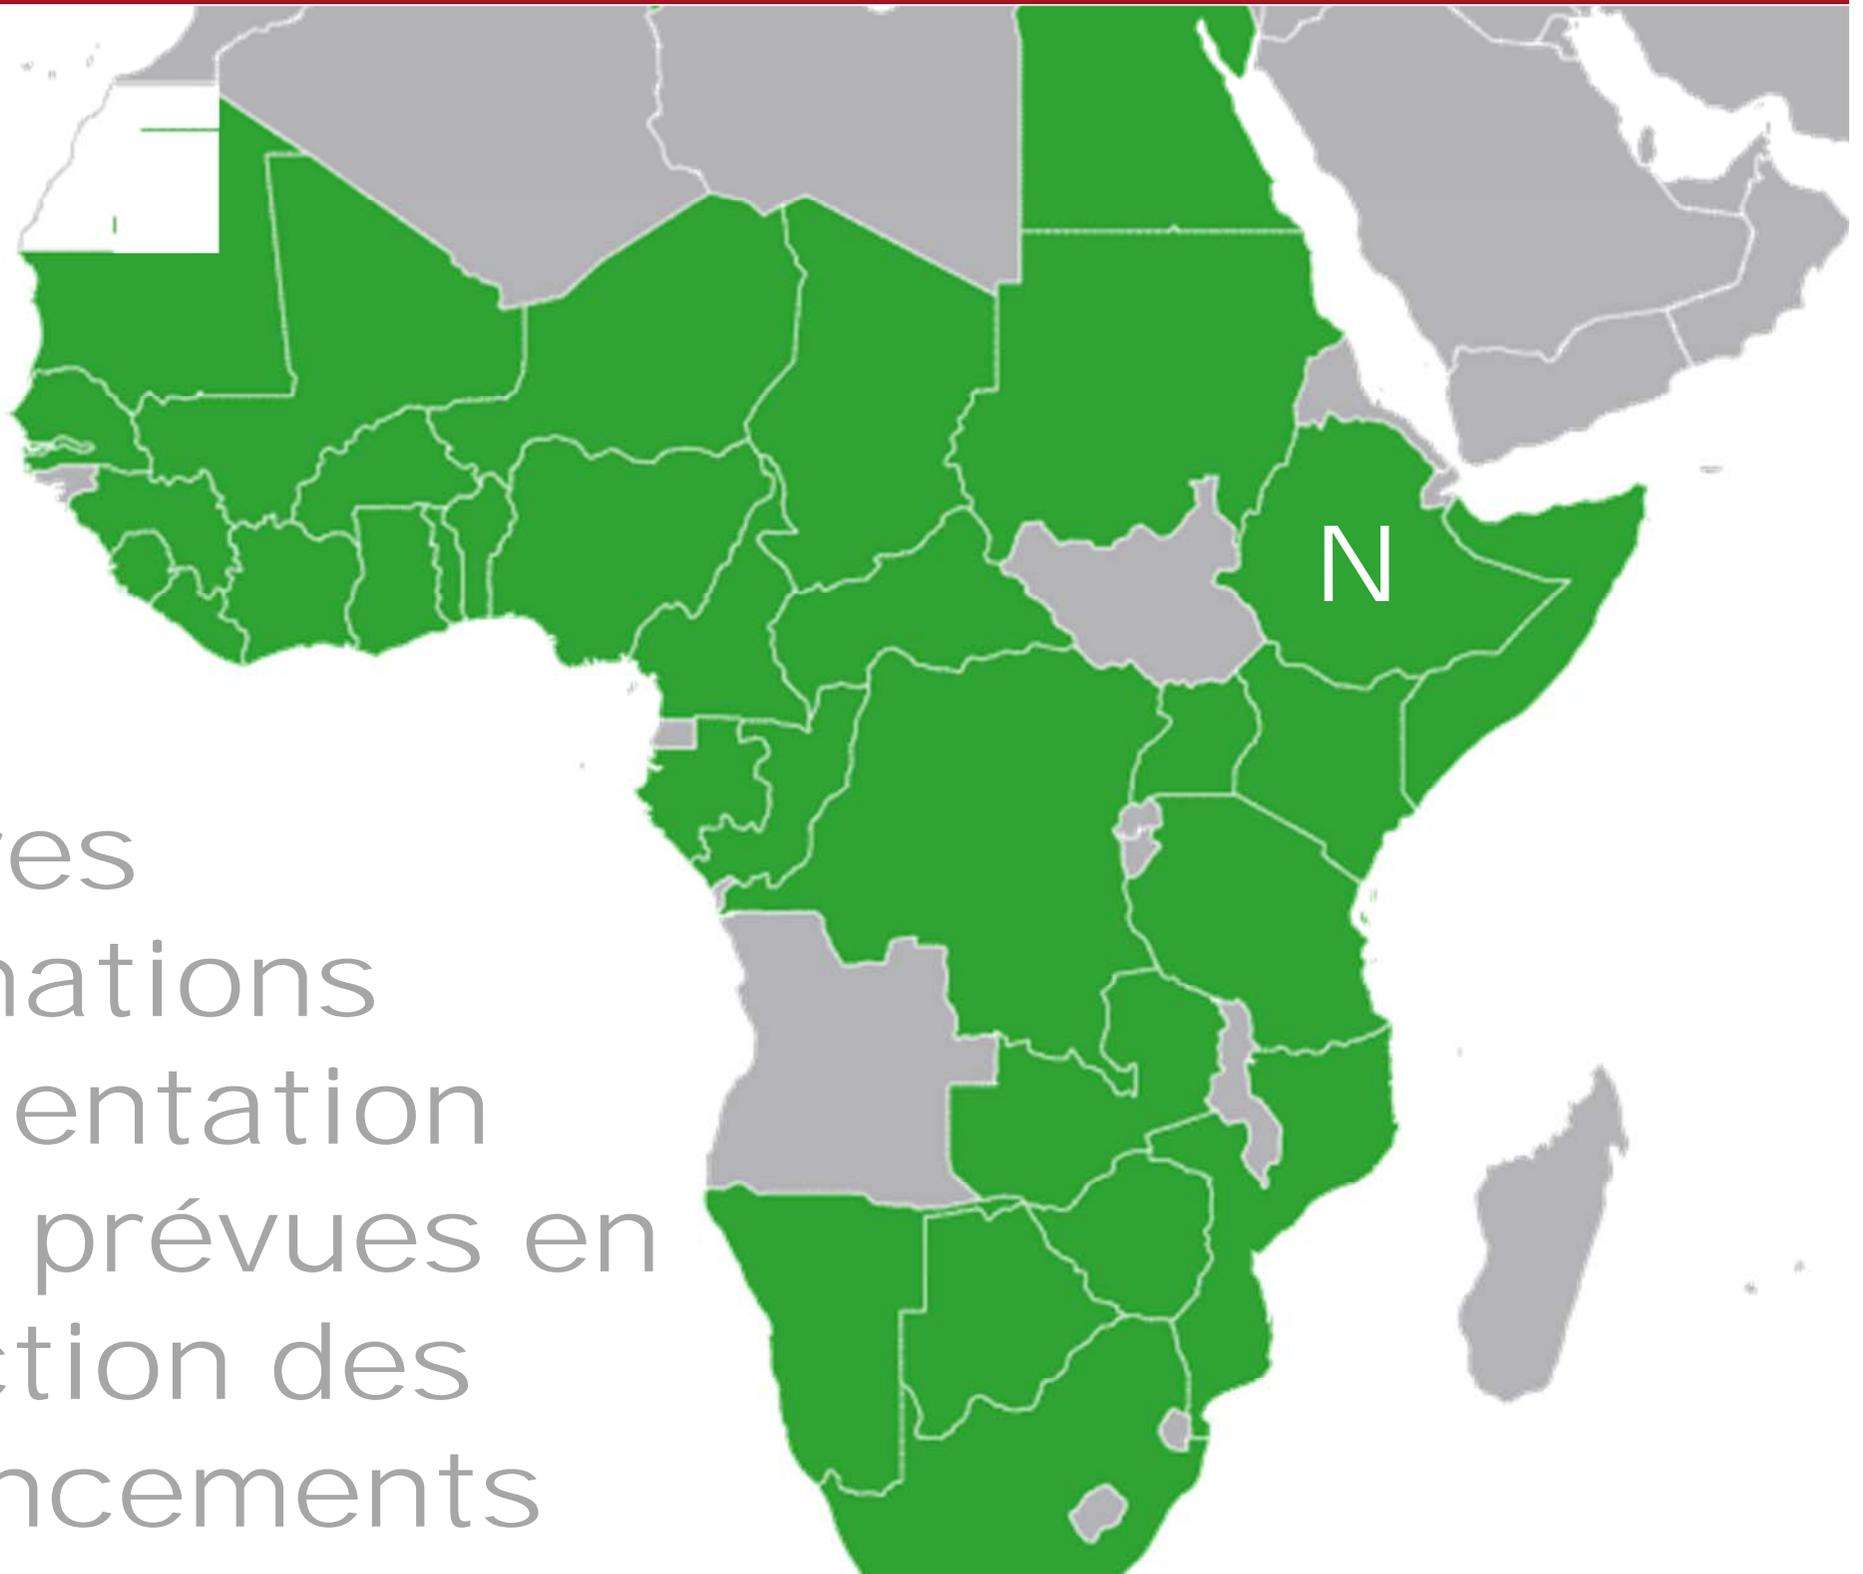 N
es
nations
entation
prévues en
ction des
ncements